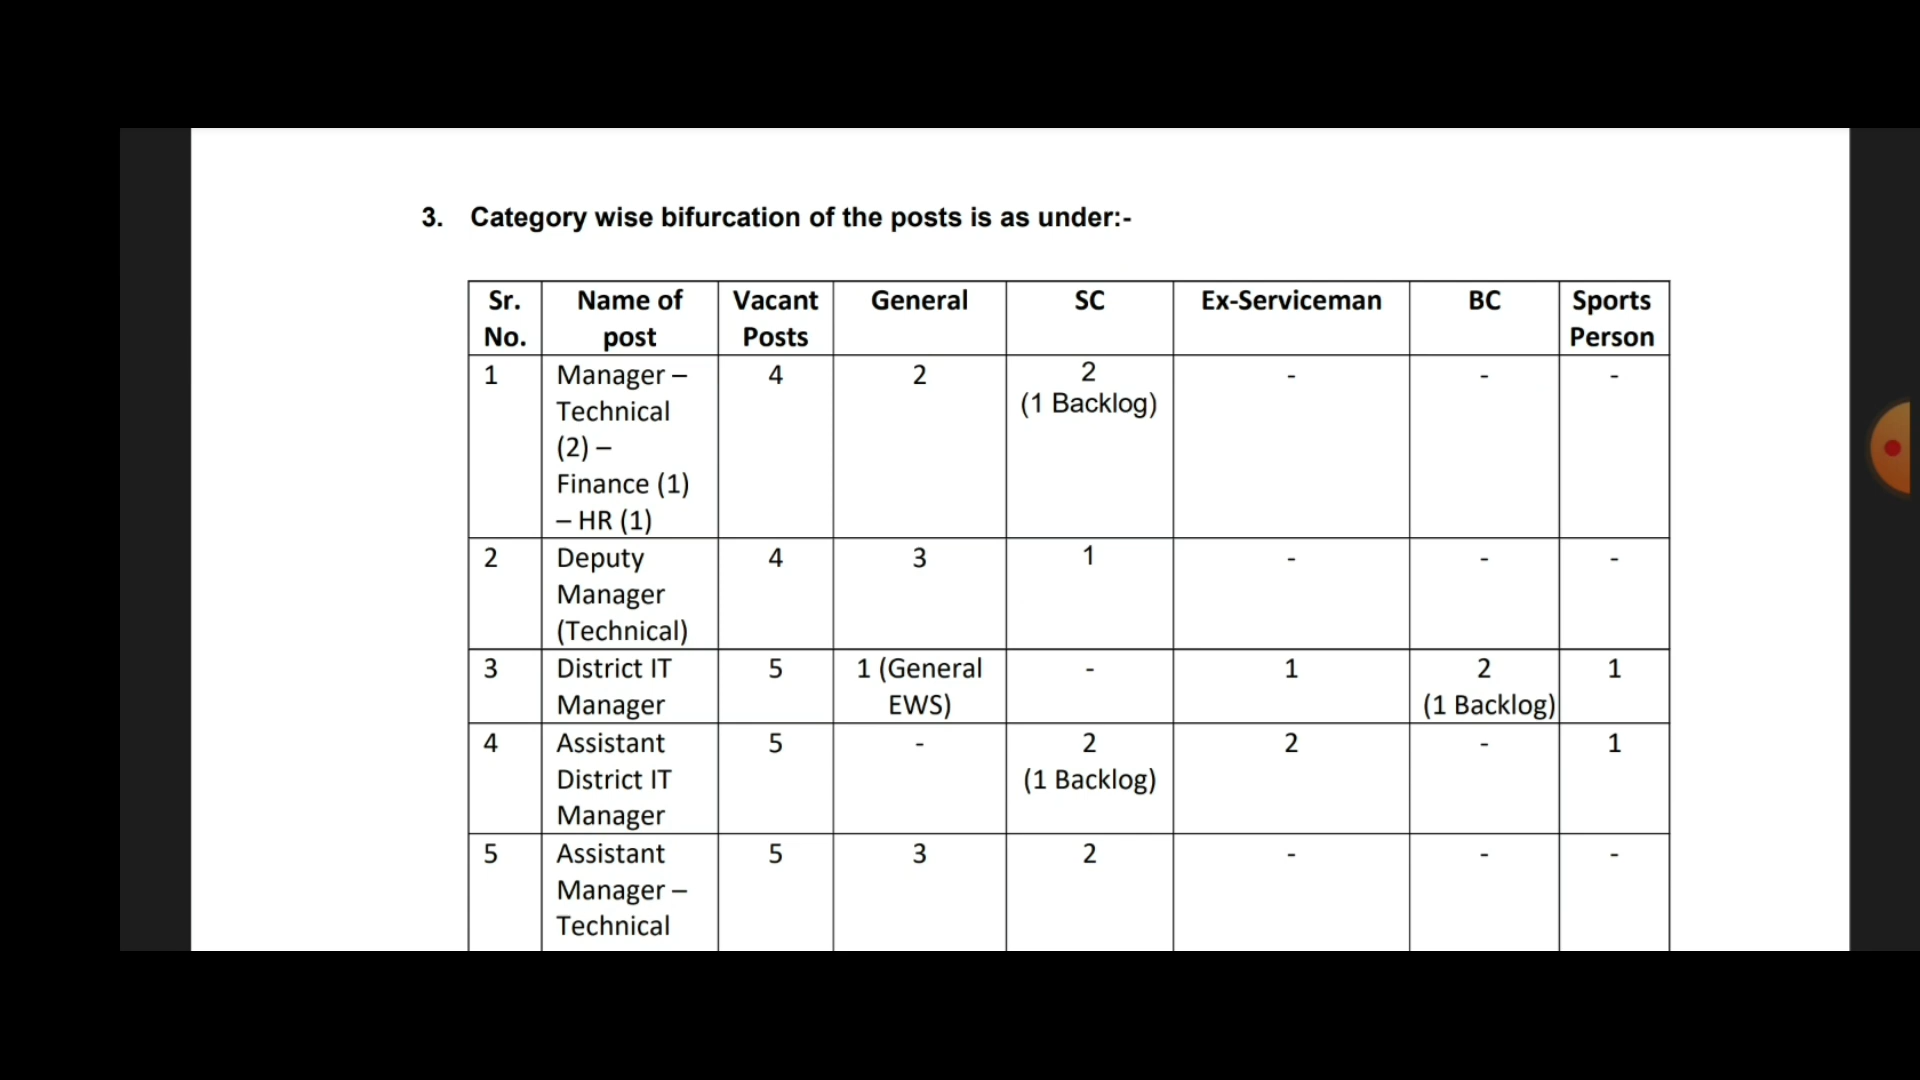 3. Category wise bifurcation of the posts is as under:-
Sr. No. Name of post Vacant Posts General SC Ex-Serviceman BC Sports Person
1 Manager – Technical (2) – Finance (1) – HR (1) 4 2 2 (1 Backlog) - - -
2 Deputy Manager (Technical) 4 3 1 - - -
3 District IT Manager 5 1 (General EWS) - 1 2 (1 Backlog) 1
4 Assistant District IT Manager 5 - 2 (1 Backlog) 2 - 1
5 Assistant Manager – Technical 5 3 2 - - -